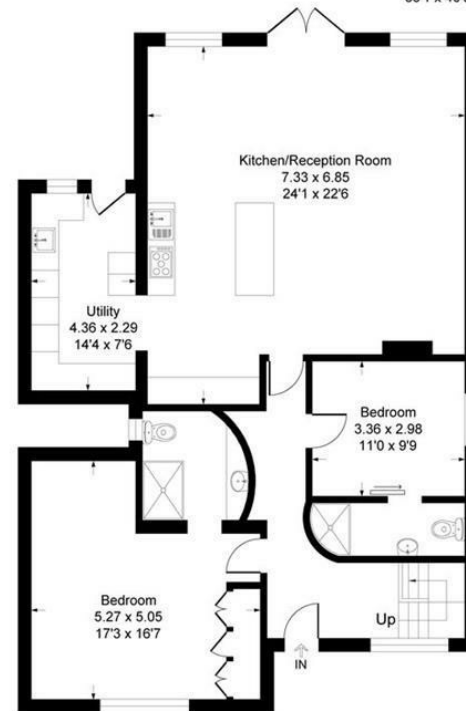 Kitchen/Reception Room
7.33 x 6.85
24'1 x 22'6
Utility
4.36 x 2.29
14'4 x 7'6
Bedroom
3.36 x 2.98
11'0 x 9'9
Bedroom
5.27 x 5.05
17'3 x 16'7
Up
IN